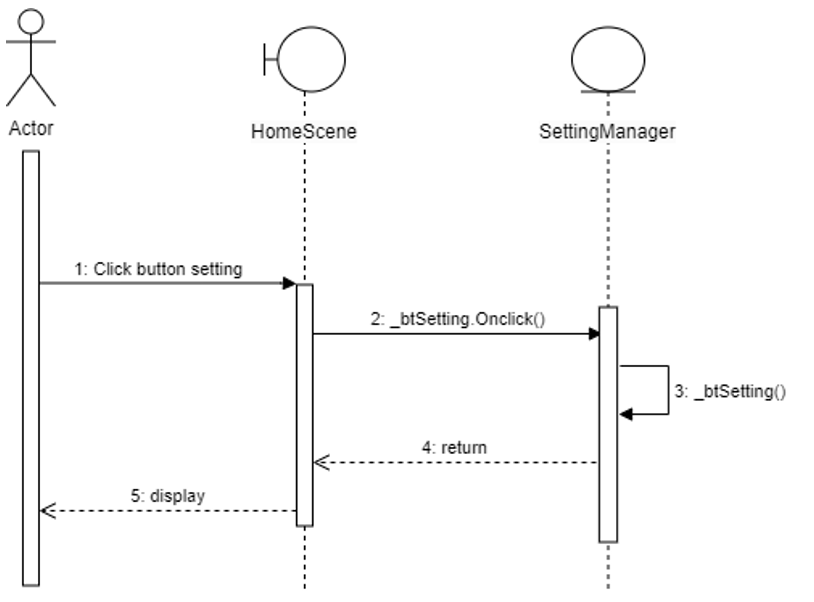 Actor
HomeScene
SettingManager
1: Click button setting
2: _btSetting.Onclick()
3: _btSetting()
4: return
5: display